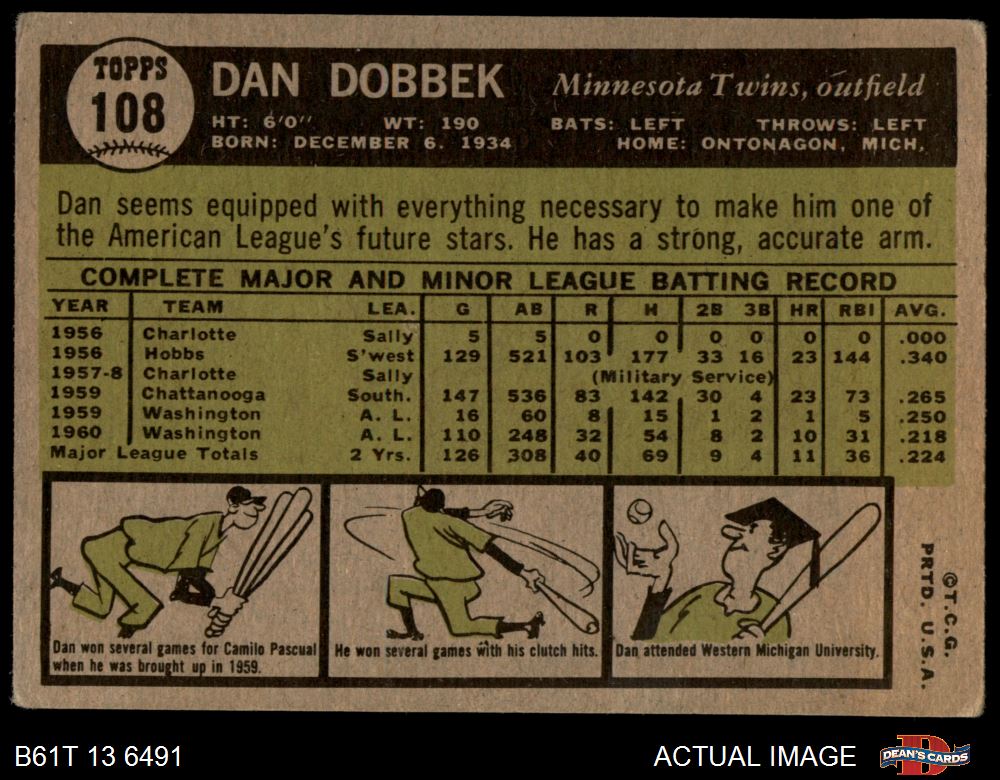 TOPPS
108
DAN DOBBEK
Minnesota Twins, outfield
HT: 6'0" WT: 190 BATS: LEFT THROWS: LEFT
BORN: DECEMBER 6, 1934 HOME: ONTONAGON, MICH.
Dan seems equipped with everything necessary to make him one of
the American League's future stars. He has a strong, accurate arm.
COMPLETE MAJOR AND MINOR LEAGUE BATTING RECORD
YEAR TEAM LEA. G AB R H 2B 3B HR RBI AVG.
1956 Charlotte Sally 5 5 0 0 0 0 0 0 .000
1956 Hobbs S'west 129 521 103 177 33 16 23 144 .340
1957-8 Charlotte Sally (Military Service)
1959 Chattanooga South. 147 536 83 142 30 4 23 73 .265
1959 Washington A. L. 16 60 8 15 1 2 1 5 .250
1960 Washington A. L. 110 248 32 54 8 2 10 31 .218
Major League Totals 2 Yrs. 126 308 40 69 9 4 11 36 .224
Dan won several games for Camilo Pascual
when he was brought up in 1959.
He won several games with his clutch hits.
Dan attended Western Michigan University.
©T.C.G.
PRTD. U.S.A.
B61T 13 6491
ACTUAL IMAGE
D
DEAN'S CARDS